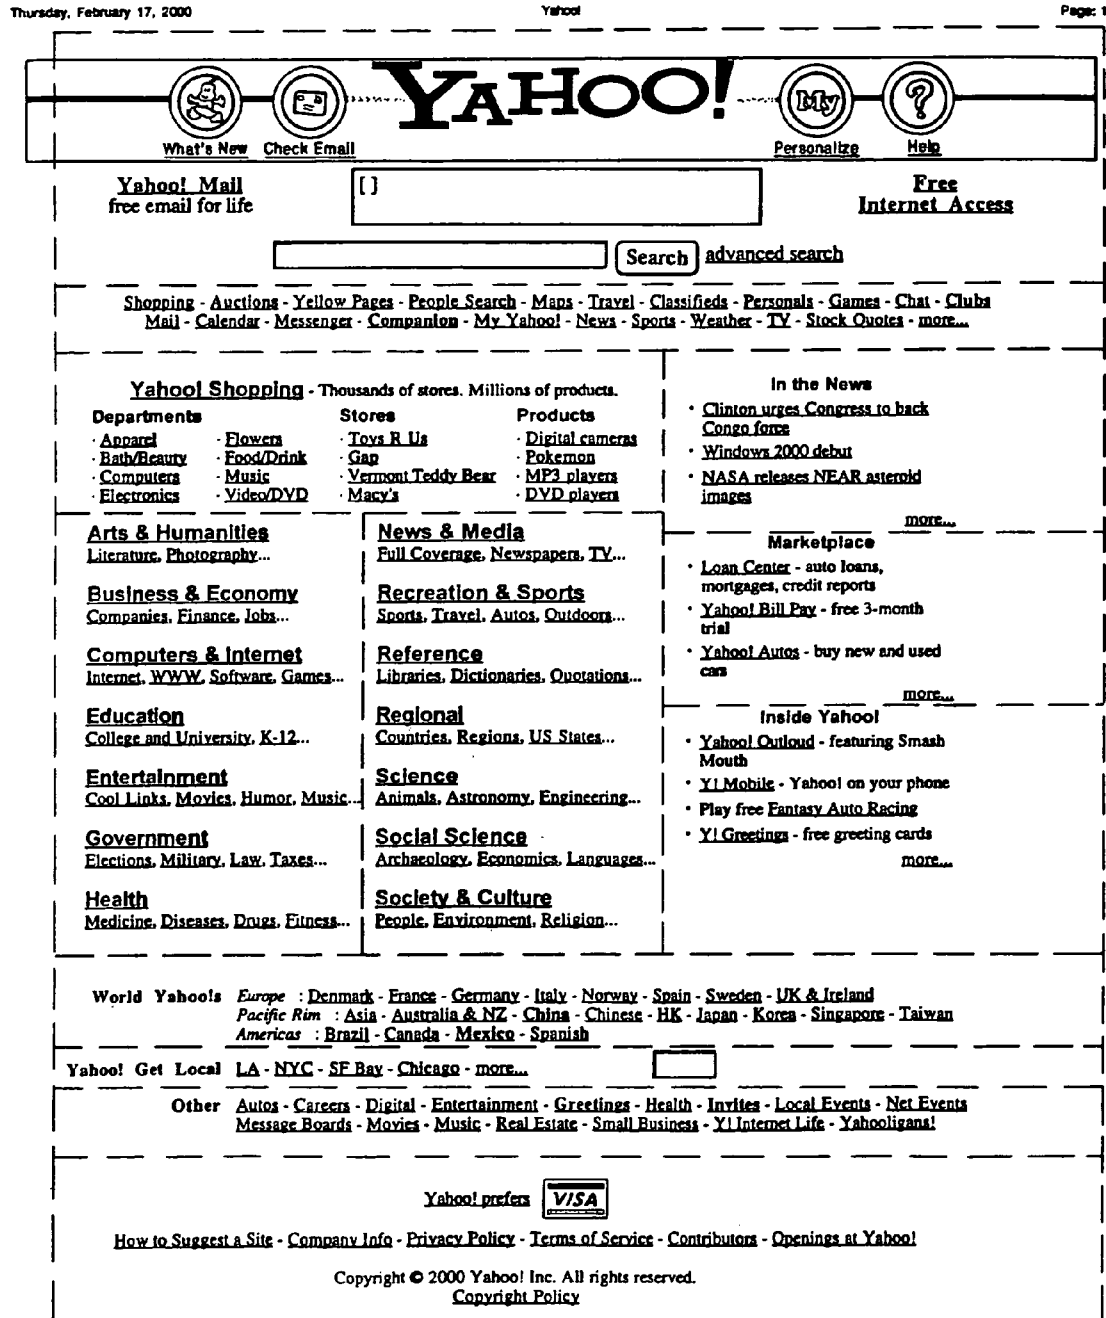 Thursday, February 17, 2000 Yahoo! Page: 1
YAHOO!
My ?
What's New Check Email Personalize Help
Yahoo! Mail
free email for life
[ ]
Free
Internet Access
Search advanced search
Shopping - Auctions - Yellow Pages - People Search - Maps - Travel - Classifieds - Personals - Games - Chat - Clubs
Mail - Calendar - Messenger - Companion - My Yahoo! - News - Sports - Weather - TV - Stock Quotes - more...
Yahoo! Shopping - Thousands of stores. Millions of products.
Departments Stores Products
· Apparel · Flowers · Toys R Us · Digital cameras
· Bath/Beauty · Food/Drink · Gap · Pokemon
· Computers · Music · Vermont Teddy Bear · MP3 players
· Electronics · Video/DVD · Macy's · DVD players
Arts & Humanities
Literature, Photography...
Business & Economy
Companies, Finance, Jobs...
Computers & Internet
Internet, WWW, Software, Games...
Education
College and University, K-12...
Entertainment
Cool Links, Movies, Humor, Music...
Government
Elections, Military, Law, Taxes...
Health
Medicine, Diseases, Drugs, Fitness...
News & Media
Full Coverage, Newspapers, TV...
Recreation & Sports
Sports, Travel, Autos, Outdoors...
Reference
Libraries, Dictionaries, Quotations...
Regional
Countries, Regions, US States...
Science
Animals, Astronomy, Engineering...
Social Science
Archaeology, Economics, Languages...
Society & Culture
People, Environment, Religion...
In the News
· Clinton urges Congress to back
Congo force
· Windows 2000 debut
· NASA releases NEAR asteroid
images
more...
Marketplace
· Loan Center - auto loans,
mortgages, credit reports
· Yahoo! Bill Pay - free 3-month
trial
· Yahoo! Autos - buy new and used
cars
more...
Inside Yahoo!
· Yahoo! Outloud - featuring Smash
Mouth
· Y! Mobile - Yahoo! on your phone
· Play free Fantasy Auto Racing
· Y! Greetings - free greeting cards
more...
World Yahoo!s Europe : Denmark - France - Germany - Italy - Norway - Spain - Sweden - UK & Ireland
Pacific Rim : Asia - Australia & NZ - China - Chinese - HK - Japan - Korea - Singapore - Taiwan
Americas : Brazil - Canada - Mexico - Spanish
Yahoo! Get Local LA - NYC - SF Bay - Chicago - more...
Other Autos - Careers - Digital - Entertainment - Greetings - Health - Invites - Local Events - Net Events
Message Boards - Movies - Music - Real Estate - Small Business - Y! Internet Life - Yahooligans!
Yahoo! prefers VISA
How to Suggest a Site - Company Info - Privacy Policy - Terms of Service - Contributors - Openings at Yahoo!
Copyright © 2000 Yahoo! Inc. All rights reserved.
Copyright Policy